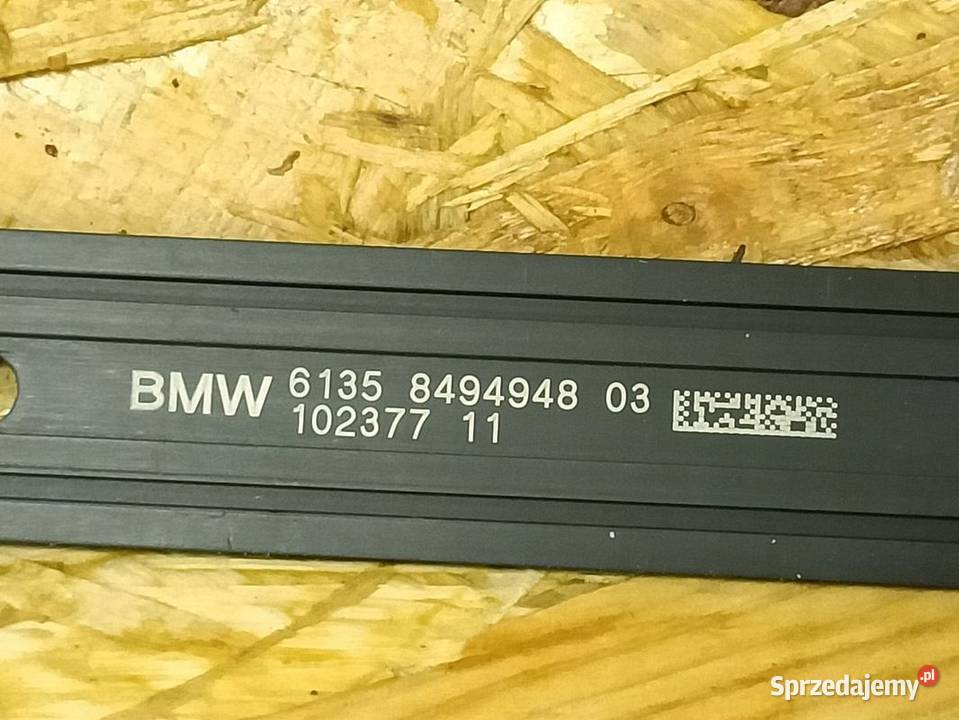 BMW 6135 8494948 03
102377 11
Sprzedajemy.pl